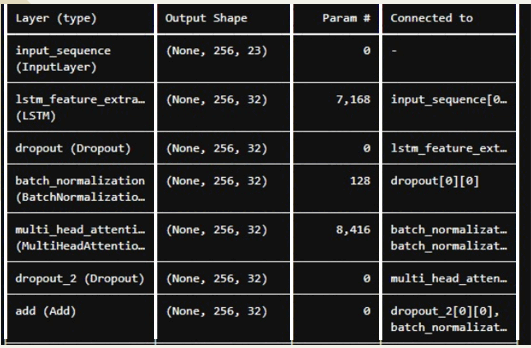 Layer (type) Output Shape Param # Connected to
input_sequence (None, 256, 23) 0 -
(InputLayer)
lstm_feature_extra… (None, 256, 32) 7,168 input_sequence[0…
(LSTM)
dropout (Dropout) (None, 256, 32) 0 lstm_feature_ext…
batch_normalization (None, 256, 32) 128 dropout[0][0]
(BatchNormalizatio…
multi_head_attentio… (None, 256, 32) 8,416 batch_normalizat…
(MultiHeadAttentio… batch_normalizat…
dropout_2 (Dropout) (None, 256, 32) 0 multi_head_atten…
add (Add) (None, 256, 32) 0 dropout_2[0][0],
batch_normalizat…